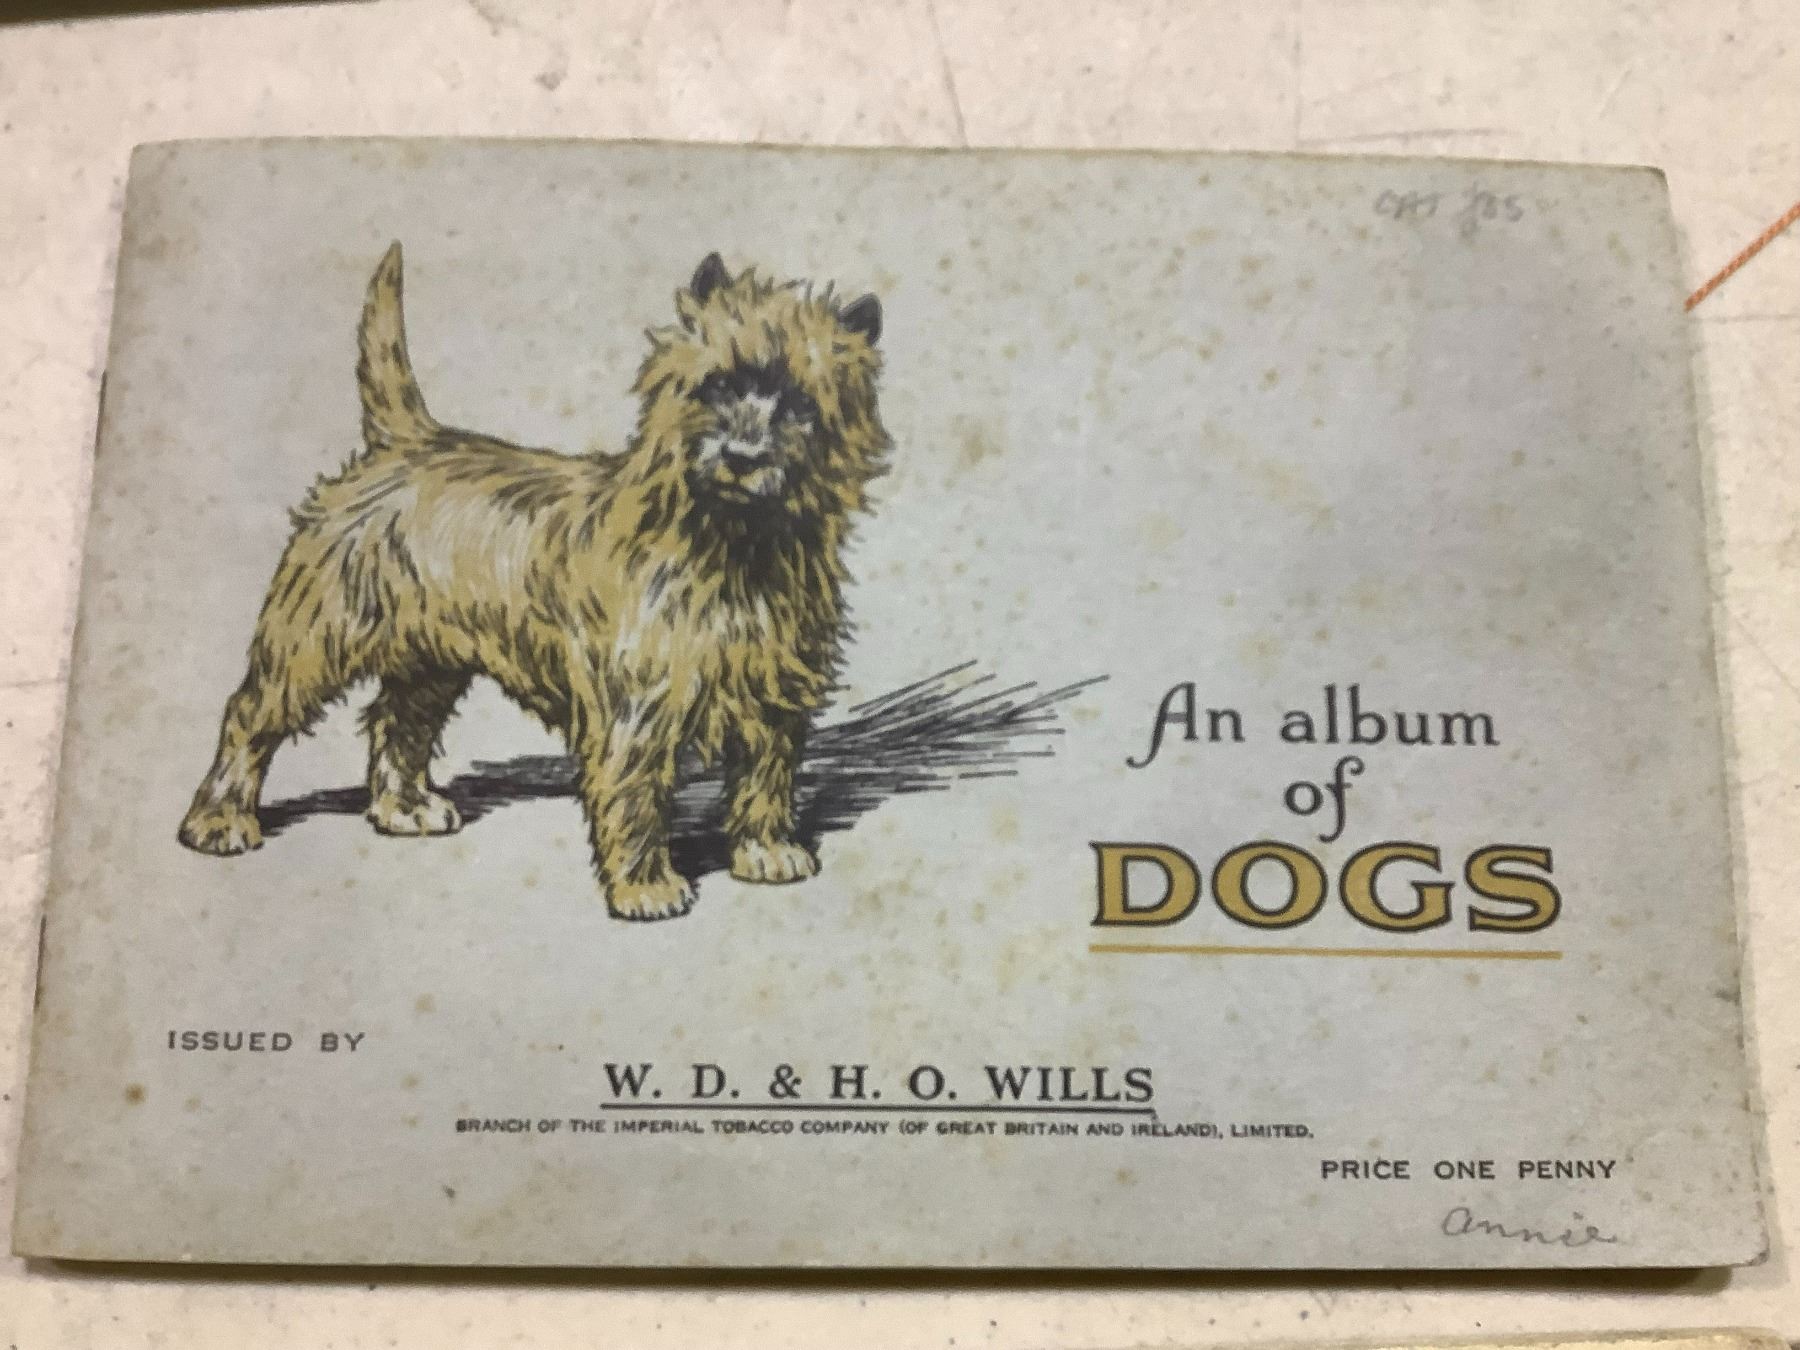 An album
of
DOGS
ISSUED BY
W. D. & H. O. WILLS
BRANCH OF THE IMPERIAL TOBACCO COMPANY (OF GREAT BRITAIN AND IRELAND), LIMITED.
PRICE ONE PENNY
Annie